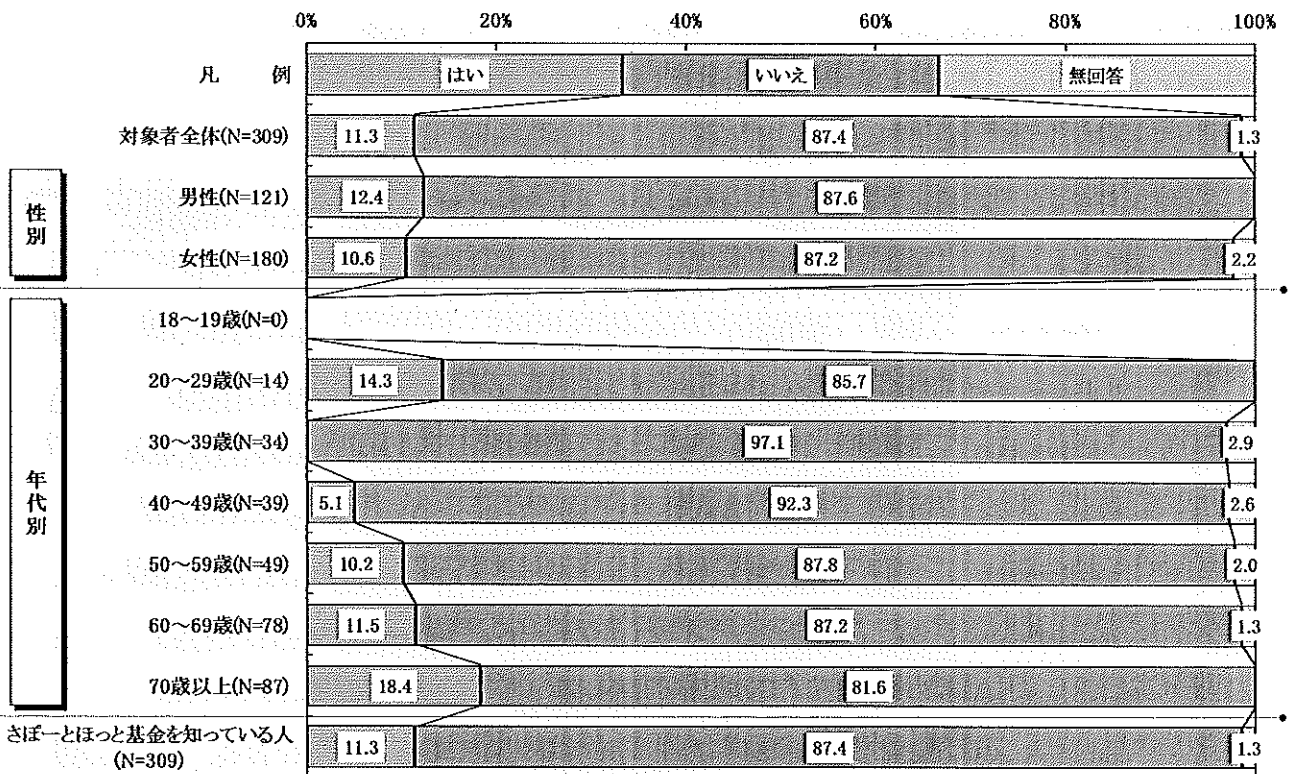 0% 20% 40% 60% 80% 100%
凡 例 はい いいえ 無回答
対象者全体(N=309) 11.3 87.4 1.3
性別
男性(N=121) 12.4 87.6
女性(N=180) 10.6 87.2 2.2
年代別
18～19歳(N=0)
20～29歳(N=14) 14.3 85.7
30～39歳(N=34) 97.1 2.9
40～49歳(N=39) 5.1 92.3 2.6
50～59歳(N=49) 10.2 87.8 2.0
60～69歳(N=78) 11.5 87.2 1.3
70歳以上(N=87) 18.4 81.6
さぽーとほっと基金を知っている人
(N=309) 11.3 87.4 1.3